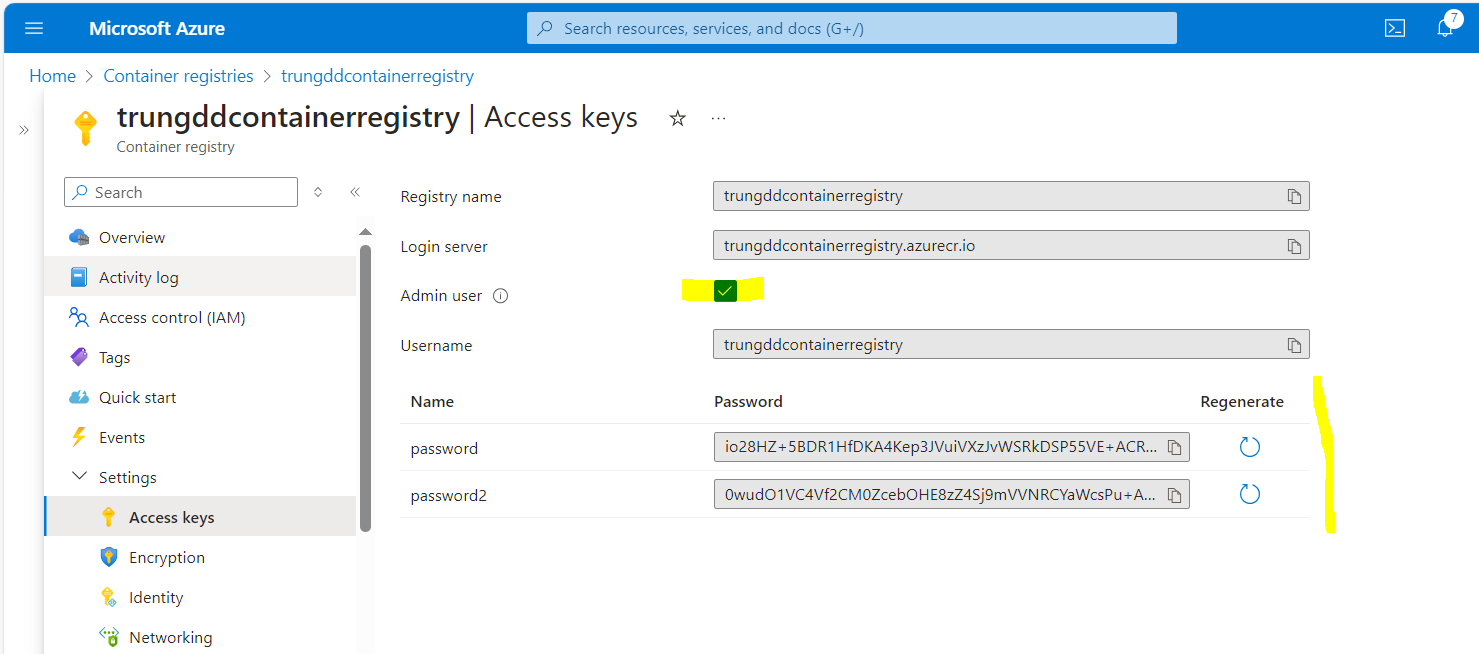 Microsoft Azure
Search resources, services, and docs (G+/)
7
Home > Container registries > trungddcontainerregistry
trungddcontainerregistry | Access keys
Container registry
Search
Overview
Activity log
Access control (IAM)
Tags
Quick start
Events
Settings
Access keys
Encryption
Identity
Networking
Registry name
trungddcontainerregistry
Login server
trungddcontainerregistry.azurecr.io
Admin user
Username
trungddcontainerregistry
Name Password Regenerate
password io28HZ+5BDR1HfDKA4Kep3JVuiVXzJvWSRkDSP55VE+ACR...
password2 0wudO1VC4Vf2CM0ZcebOHE8zZ4Sj9mVVNRCYaWcsPu+A...